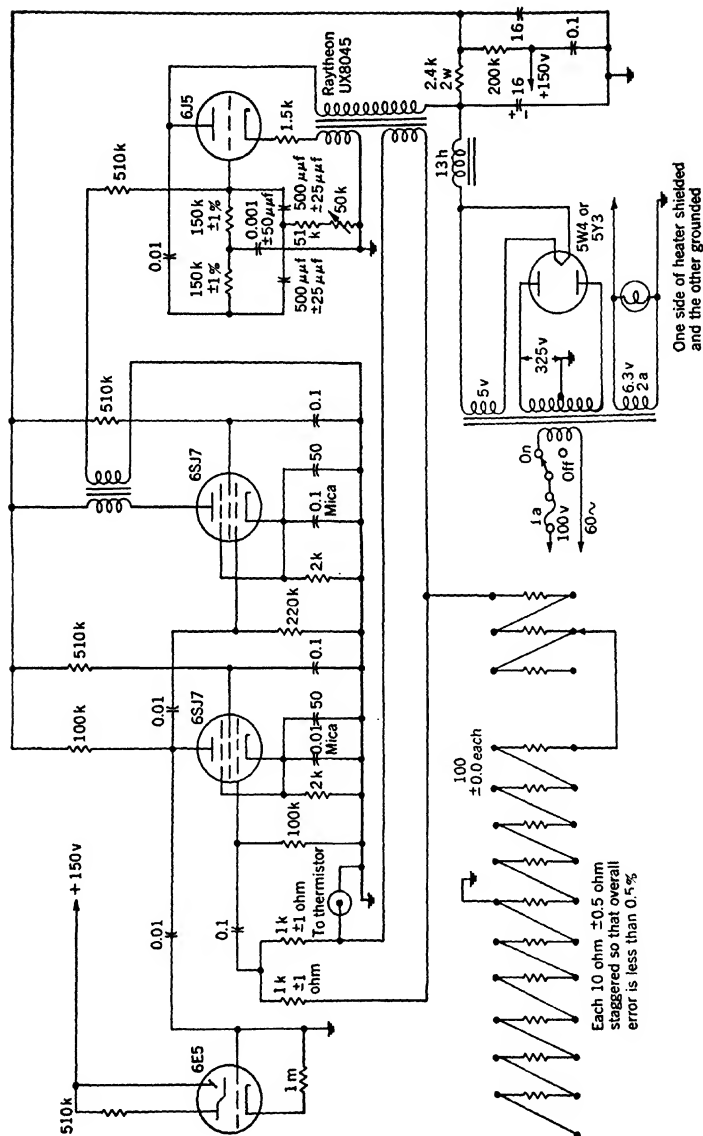 510k
+150v
6E5
1m
0.01
100k
510k
0.01
6SJ7
0.1
50
0.01
Mica
2k
100k
220k
0.1
1k
±1
ohm
1k
±1 ohm
To thermistor
510k
6SJ7
0.1
50
0.1
Mica
2k
510k
0.01
6J5
150k
±1%
150k
±1%
0.001
±50μμf
500 μμf
±25μμf
500 μμf
±25μμf
51
k
50k
1.5k
Raytheon
UX8045
16
2.4k
2w
200k
0.1
+150v
16
+
-
13h
5W4 or
5Y3
5v
325v
6.3v
2a
On
Off
1a
100v
60~
One side of heater shielded
and the other grounded
100
±0.0 each
Each 10 ohm ±0.5 ohm
staggered so that overall
error is less than 0.5%